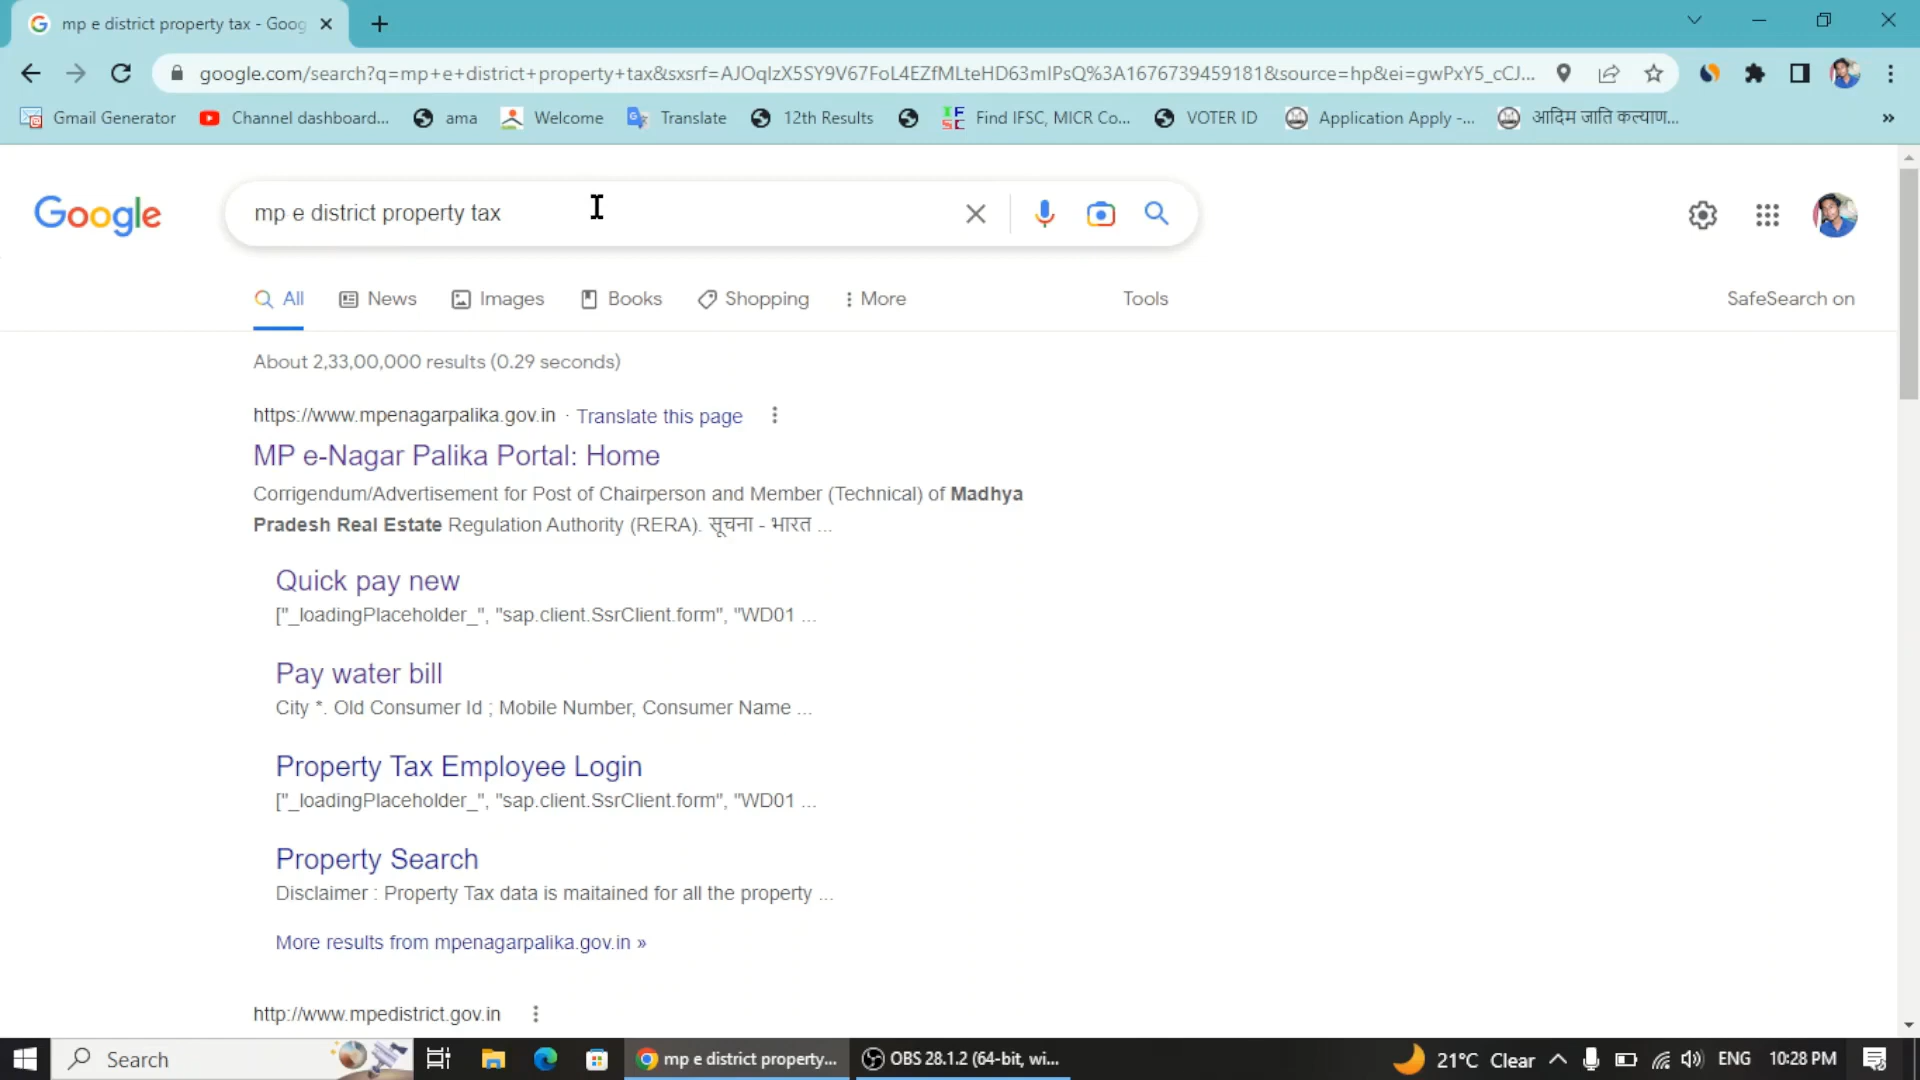 mp e district property tax - Goog
google.com/search?q=mp+e+district+property+tax&sxsrf=AJOqlzX5SY9V67FoL4EZfMLteHD63mIPsQ%3A1676739459181&source=hp&ei=gwPxY5_cCJ...
Gmail Generator
Channel dashboard...
ama
Welcome
Translate
12th Results
IFSC
Find IFSC, MICR Co...
VOTER ID
Application Apply -...
आदिम जाति कल्याण...
»
Google
mp e district property tax
All
News
Images
Books
Shopping
More
Tools
SafeSearch on
About 2,33,00,000 results (0.29 seconds)
https://www.mpenagarpalika.gov.in · Translate this page
MP e-Nagar Palika Portal: Home
Corrigendum/Advertisement for Post of Chairperson and Member (Technical) of Madhya
Pradesh Real Estate Regulation Authority (RERA). सूचना - भारत ...
Quick pay new
["_loadingPlaceholder_", "sap.client.SsrClient.form", "WD01 ...
Pay water bill
City *. Old Consumer Id ; Mobile Number, Consumer Name ...
Property Tax Employee Login
["_loadingPlaceholder_", "sap.client.SsrClient.form", "WD01 ...
Property Search
Disclaimer : Property Tax data is maitained for all the property ...
More results from mpenagarpalika.gov.in »
http://www.mpedistrict.gov.in
Search
mp e district property...
OBS 28.1.2 (64-bit, wi...
21°C Clear
ENG
10:28 PM